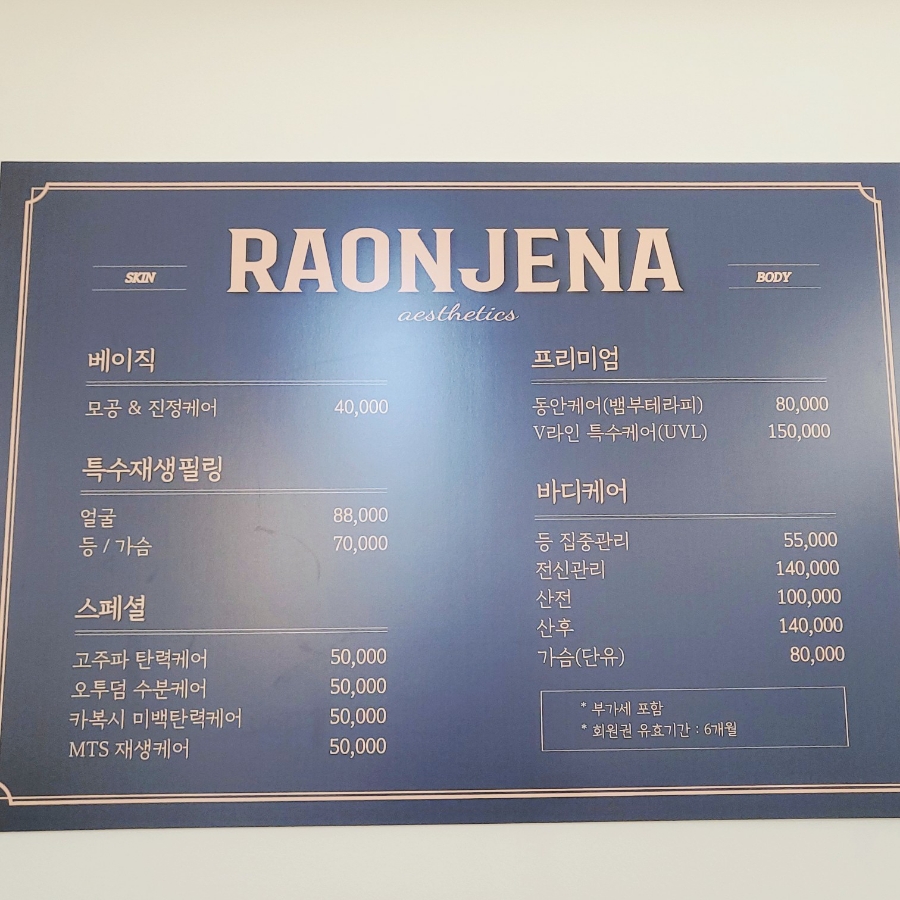 RAONJENA
aesthetics
SKIN
베이직
모공 & 진정케어 40,000
특수재생필링
얼굴 88,000
등 / 가슴 70,000
스페셜
고주파 탄력케어 50,000
오투덤 수분케어 50,000
카복시 미백탄력케어 50,000
MTS 재생케어 50,000
BODY
프리미엄
동안케어(뱀부테라피) 80,000
V라인 특수케어(UVL) 150,000
바디케어
등 집중관리 55,000
전신관리 140,000
산전 100,000
산후 140,000
가슴(단유) 80,000
* 부가세 포함
* 회원권 유효기간 : 6개월